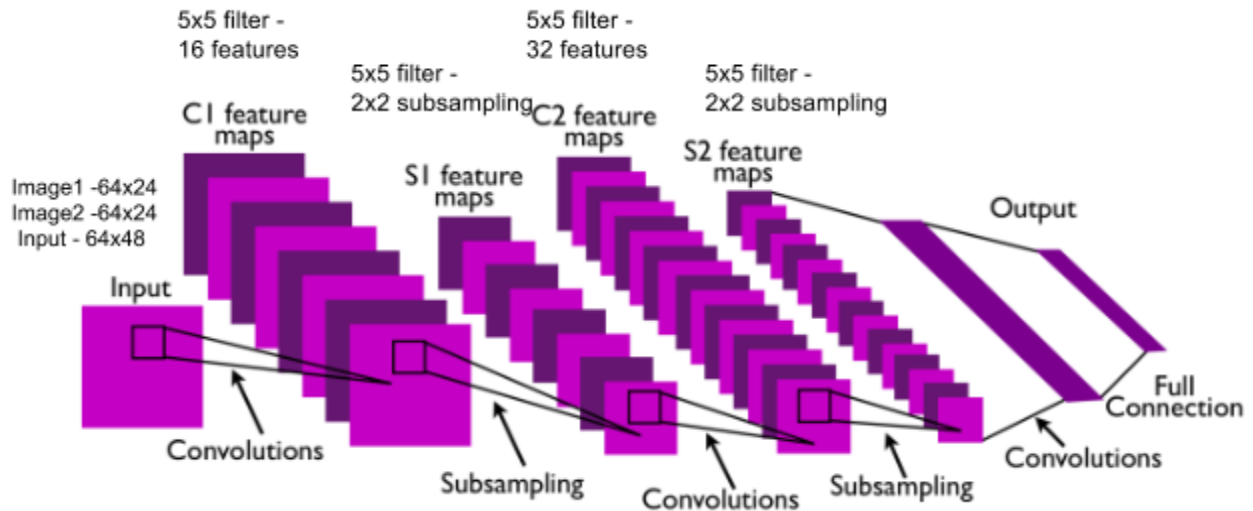 5x5 filter -
16 features
5x5 filter -
2x2 subsampling
5x5 filter -
32 features
5x5 filter -
2x2 subsampling
C1 feature
maps
S1 feature
maps
C2 feature
maps
S2 feature
maps
Image1 -64x24
Image2 -64x24
Input - 64x48
Input
Output
Convolutions
Subsampling
Convolutions
Subsampling
Convolutions
Full
Connection